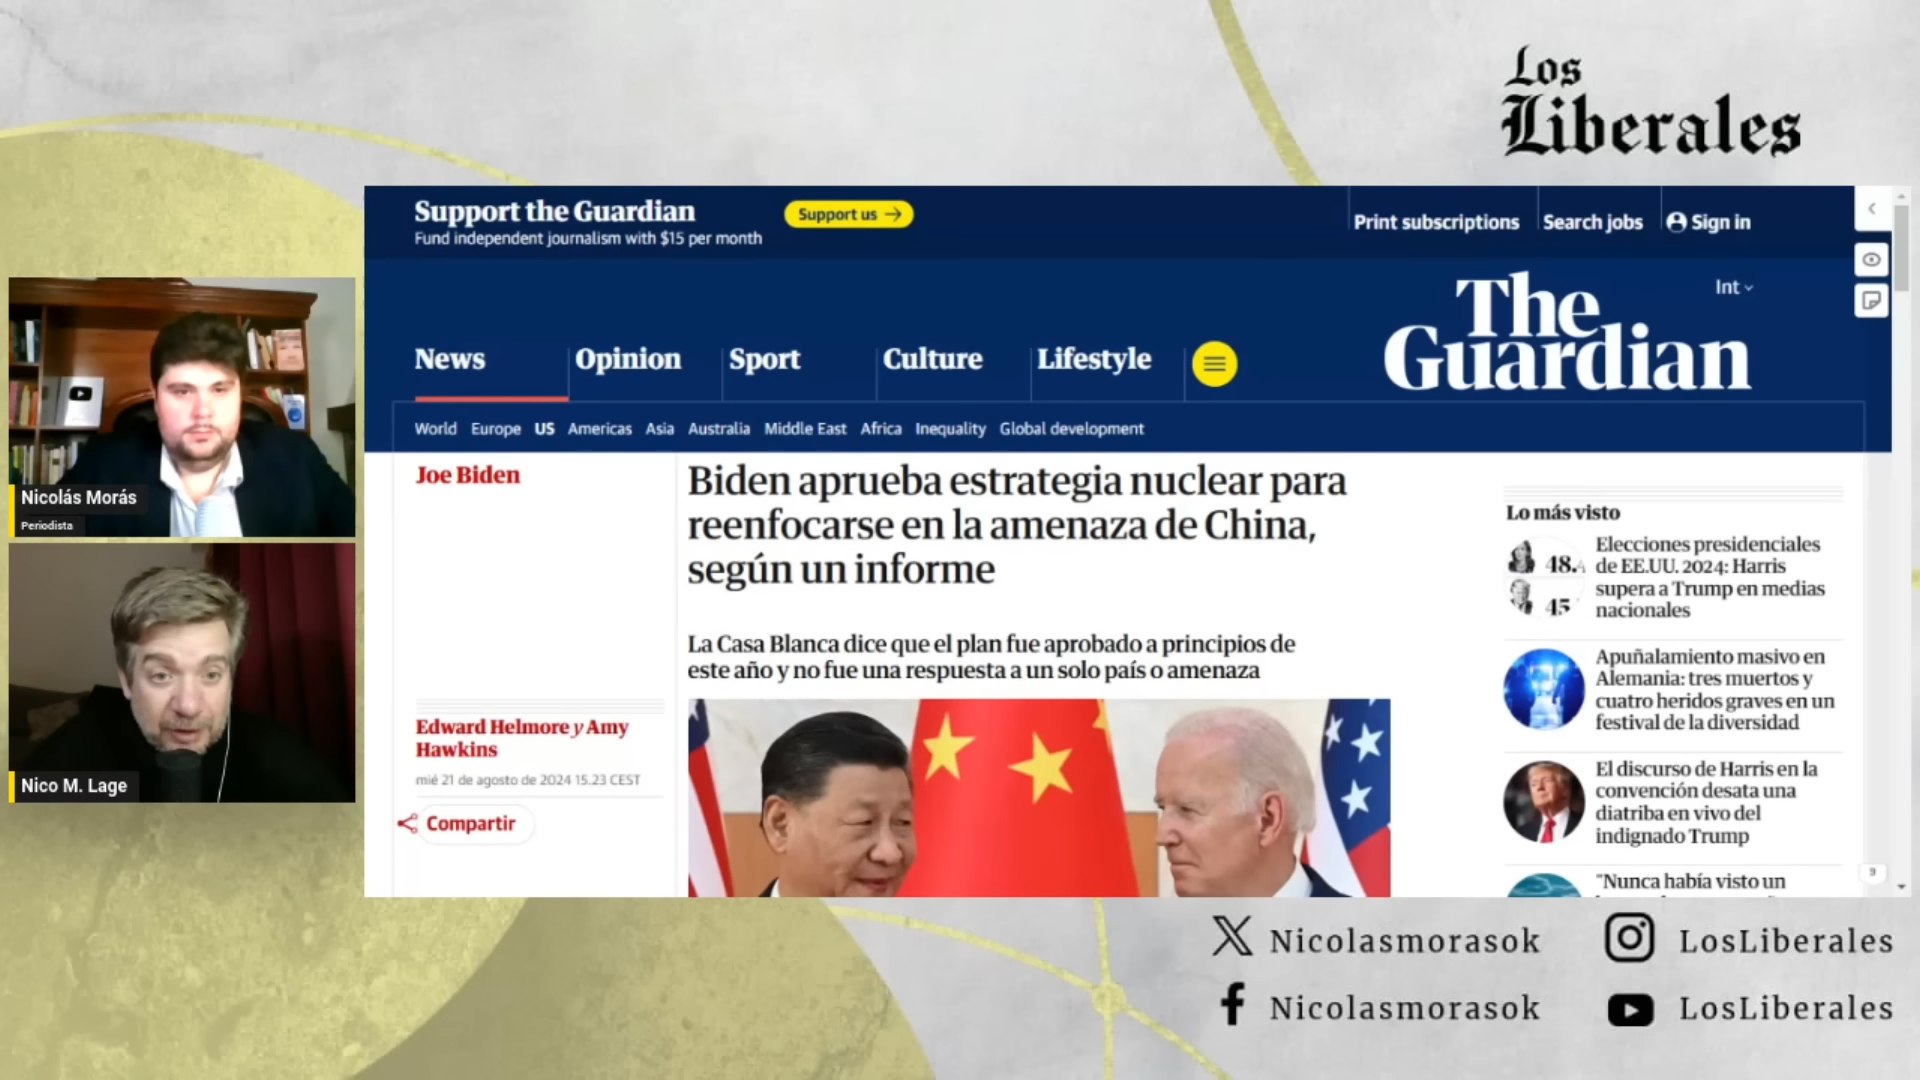 Los
Liberales
Support the Guardian
Fund independent journalism with $15 per month
Support us →
Print subscriptions
Search jobs
Sign in
Int
The
Guardian
News
Opinion
Sport
Culture
Lifestyle
World Europe US Americas Asia Australia Middle East Africa Inequality Global development
Nicolás Morás
Periodista
Nico M. Lage
Joe Biden
Biden aprueba estrategia nuclear para
reenfocarse en la amenaza de China,
según un informe
La Casa Blanca dice que el plan fue aprobado a principios de
este año y no fue una respuesta a un solo país o amenaza
Edward Helmore y Amy
Hawkins
mié 21 de agosto de 2024 15.23 CEST
Compartir
Lo más visto
48.
45
Elecciones presidenciales
de EE.UU. 2024: Harris
supera a Trump en medias
nacionales
Apuñalamiento masivo en
Alemania: tres muertos y
cuatro heridos graves en un
festival de la diversidad
El discurso de Harris en la
convención desata una
diatriba en vivo del
indignado Trump
"Nunca había visto un
9
Nicolasmorasok
LosLiberales
Nicolasmorasok
LosLiberales